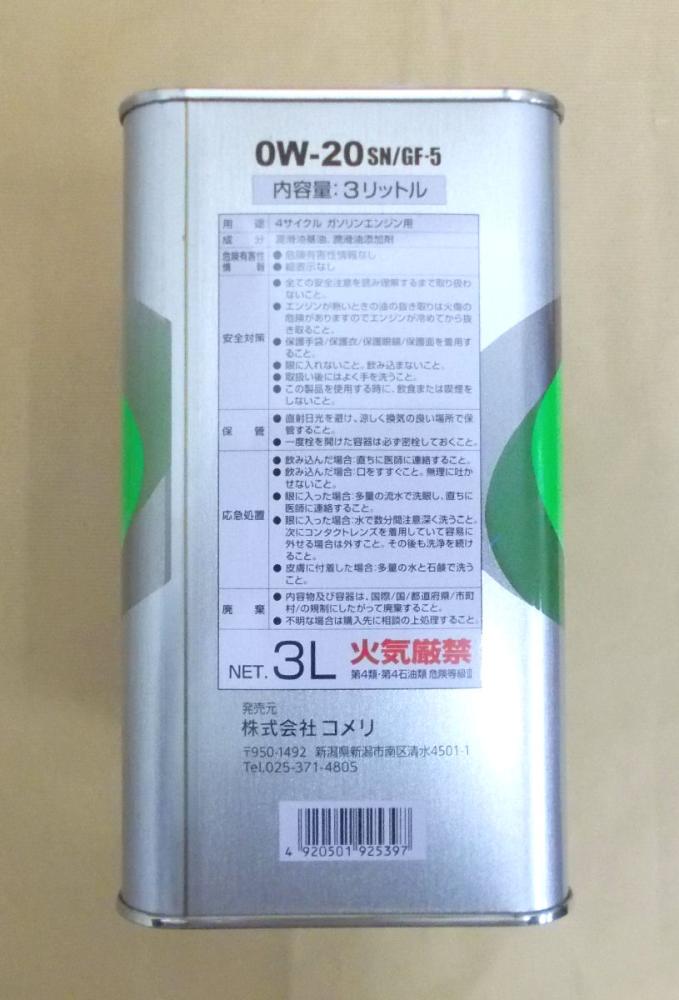 0W-20 SN/GF-5
内容量：3リットル
用途 4サイクル ガソリンエンジン用
成分 潤滑油基油、潤滑油添加剤
危険有害性情報 ● 危険有害性情報なし
● 絵表示なし
安全対策 ● 全ての安全注意を読み理解するまで取り扱わ
ないこと。
● エンジンが熱いときの油の抜き取りは火傷の
危険がありますのでエンジンが冷めてから抜
き取ること。
● 保護手袋/保護衣/保護眼鏡/保護面を着用す
ること。
● 眼に入れないこと。飲み込まないこと。
● 取扱い後にはよく手を洗うこと。
● この製品を使用する時に、飲食または喫煙を
しないこと。
保管 ● 直射日光を避け、涼しく換気の良い場所で保
管すること。
● 一度栓を開けた容器は必ず密栓しておくこと。
応急処置 ● 飲み込んだ場合：直ちに医師に連絡すること。
● 飲み込んだ場合：口をすすぐこと。無理に吐か
せないこと。
● 眼に入った場合：多量の流水で洗眼し、直ちに
医師に連絡すること。
● 眼に入った場合：水で数分間注意深く洗うこと。
次にコンタクトレンズを着用していて容易に
外せる場合は外すこと。その後も洗浄を続け
ること。
● 皮膚に付着した場合：多量の水と石鹸で洗う
こと。
廃棄 ● 内容物及び容器は、国際/国/都道府県/市町
村/の規制にしたがって廃棄すること。
● 不明な場合は購入先に相談の上処理すること。
NET. 3L 火気厳禁
第4類・第4石油類 危険等級Ⅲ
発売元
株式会社 コメリ
〒950-1492 新潟県新潟市南区清水4501-1
Tel.025-371-4805
4 920501 925397